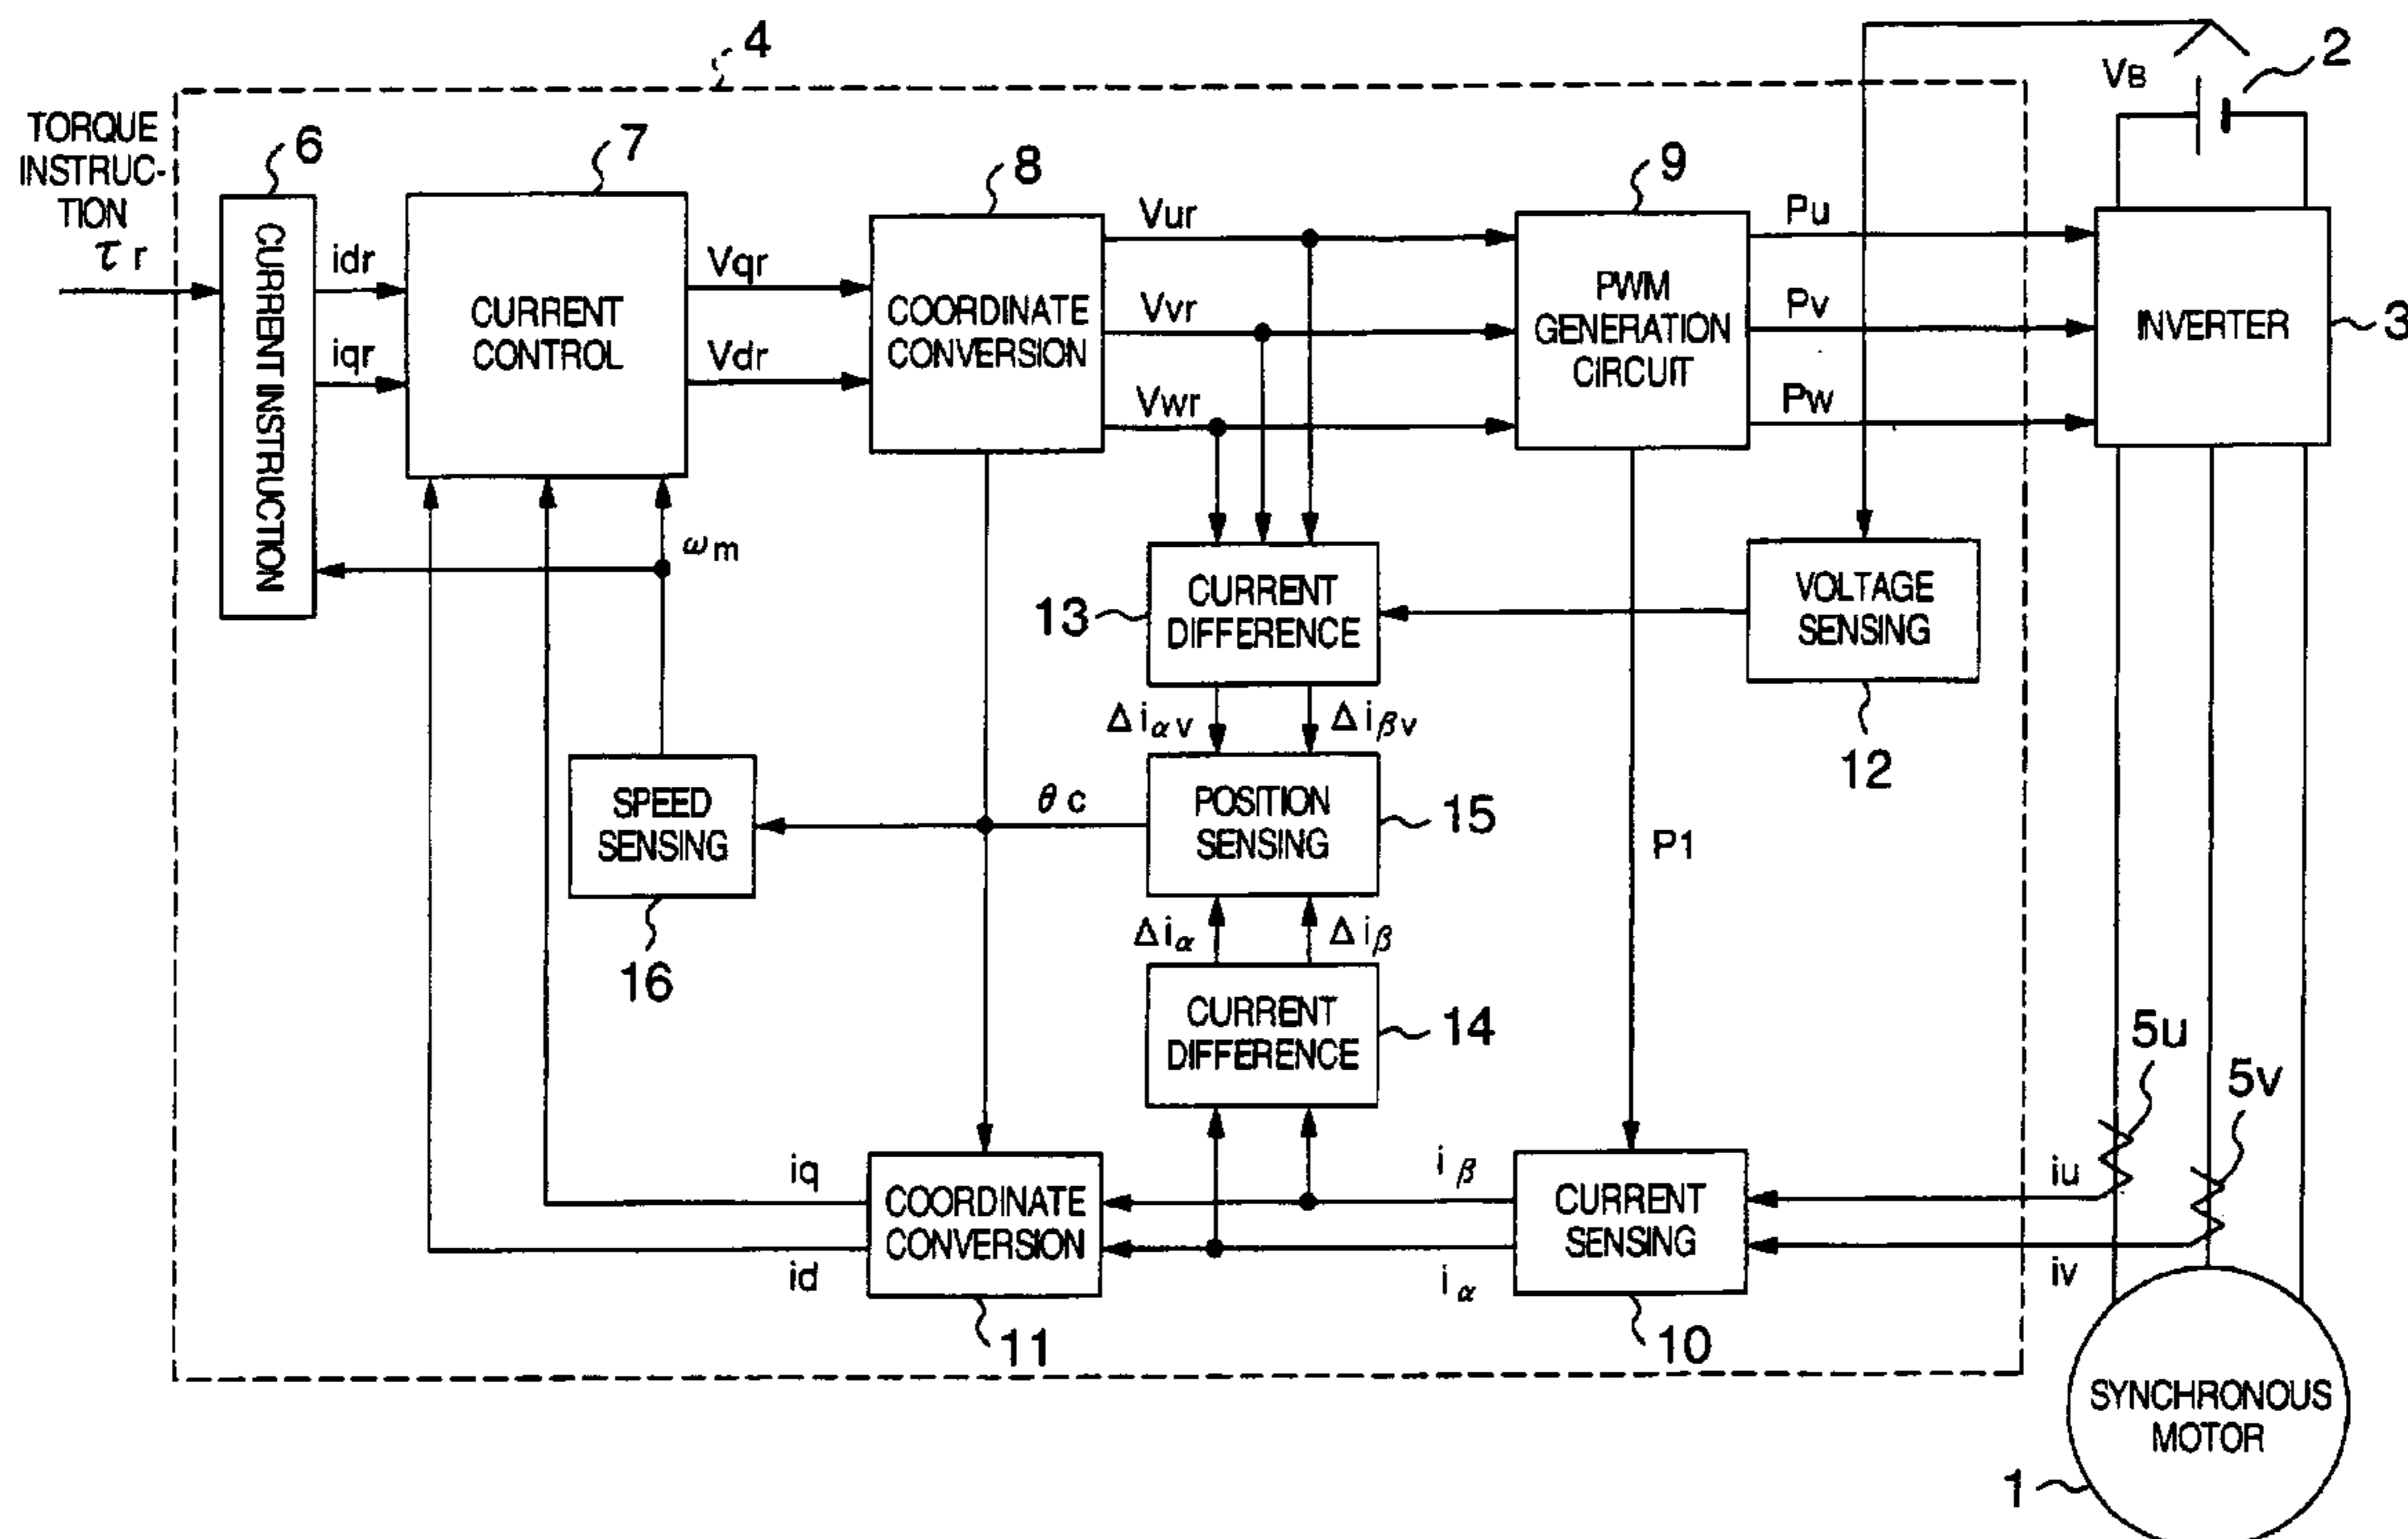 4
2
VB
TORQUE
INSTRUC-
TION
τr
6
7
8
9
CURRENT INSTRUCTION
idr
iqr
CURRENT
CONTROL
Vqr
Vdr
COORDINATE
CONVERSION
Vur
Vvr
Vwr
PWM
GENERATION
CIRCUIT
Pu
Pv
Pw
INVERTER
3
ωm
13
CURRENT
DIFFERENCE
VOLTAGE
SENSING
12
Δiαv
Δiβv
SPEED
SENSING
16
θc
POSITION
SENSING
15
P1
Δiα
Δiβ
CURRENT
DIFFERENCE
14
5u
5v
iq
id
COORDINATE
CONVERSION
11
iβ
iα
CURRENT
SENSING
10
iu
iv
SYNCHRONOUS
MOTOR
1